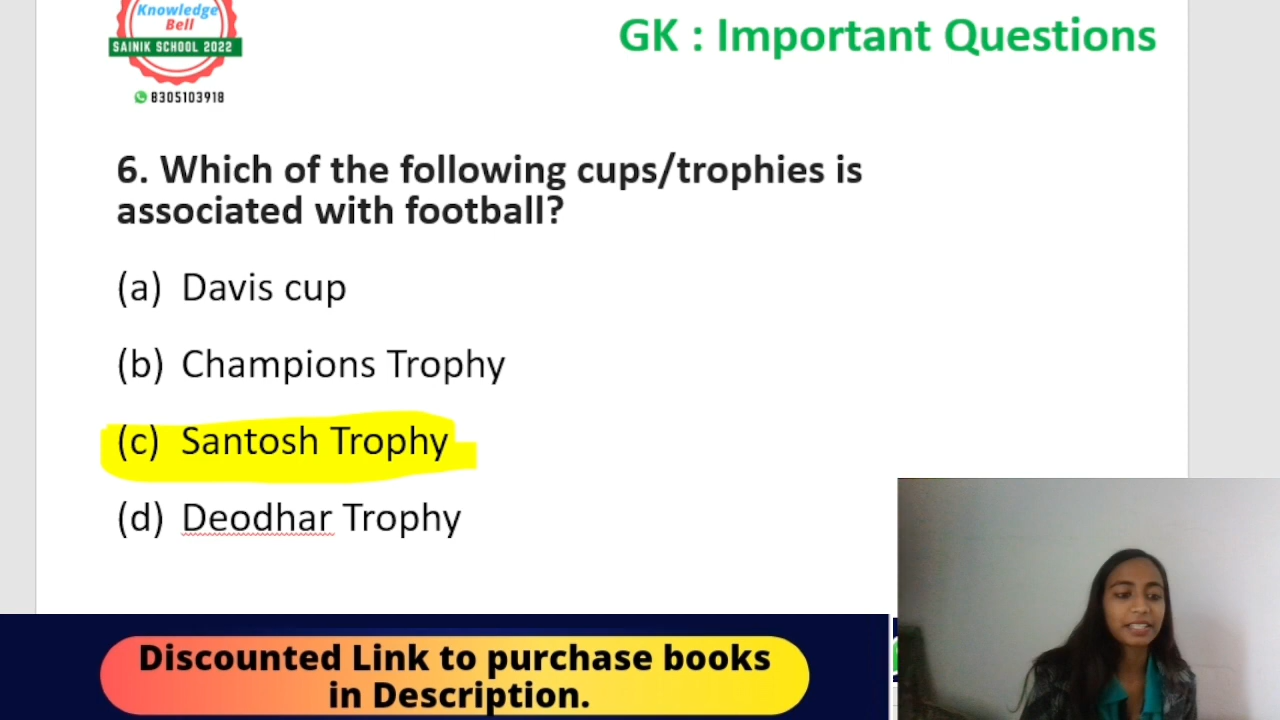 Knowledge
Bell
SAINIK SCHOOL 2022
8305103918
GK : Important Questions
6. Which of the following cups/trophies is
associated with football?
(a) Davis cup
(b) Champions Trophy
(c) Santosh Trophy
(d) Deodhar Trophy
Discounted Link to purchase books
in Description.